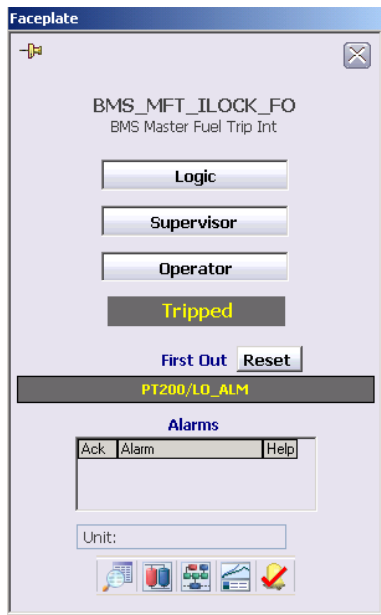 Faceplate
BMS_MFT_ILOCK_FO
BMS Master Fuel Trip Int
Logic
Supervisor
Operator
Tripped
First Out Reset
PT200/LO_ALM
Alarms
Ack Alarm Help
Unit: